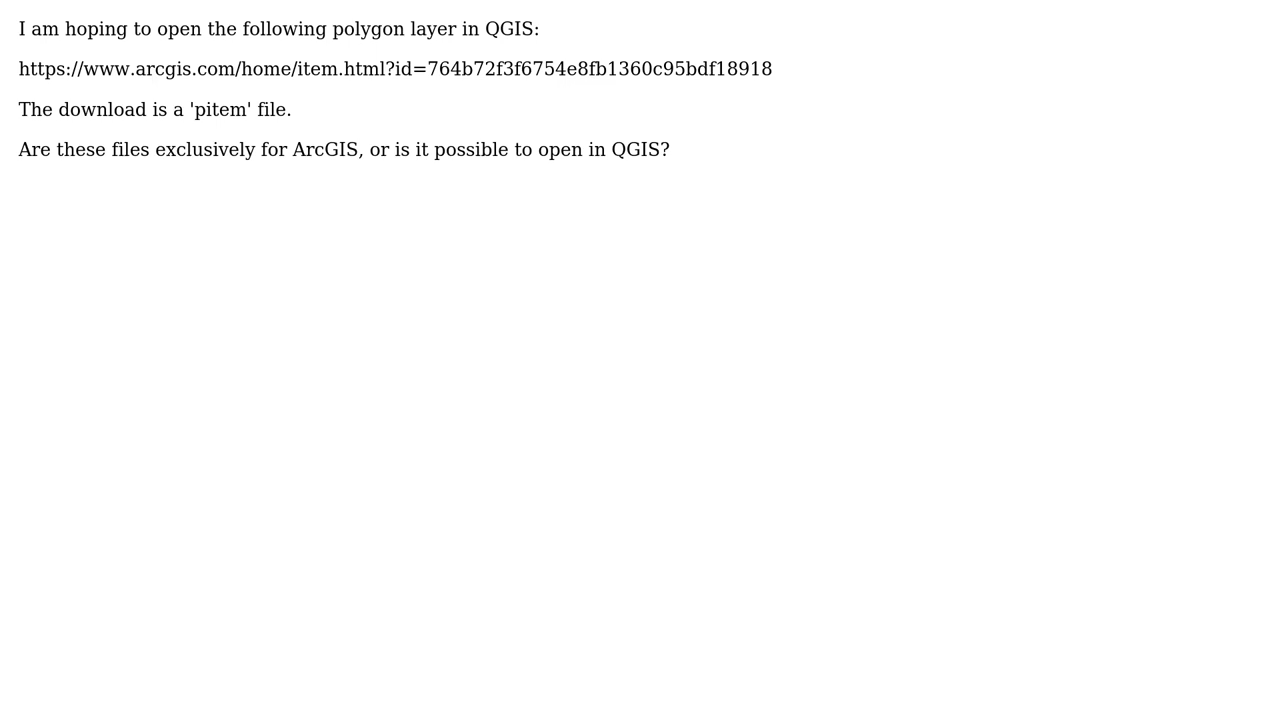 I am hoping to open the following polygon layer in QGIS:
https://www.arcgis.com/home/item.html?id=764b72f3f6754e8fb1360c95bdf18918
The download is a 'pitem' file.
Are these files exclusively for ArcGIS, or is it possible to open in QGIS?